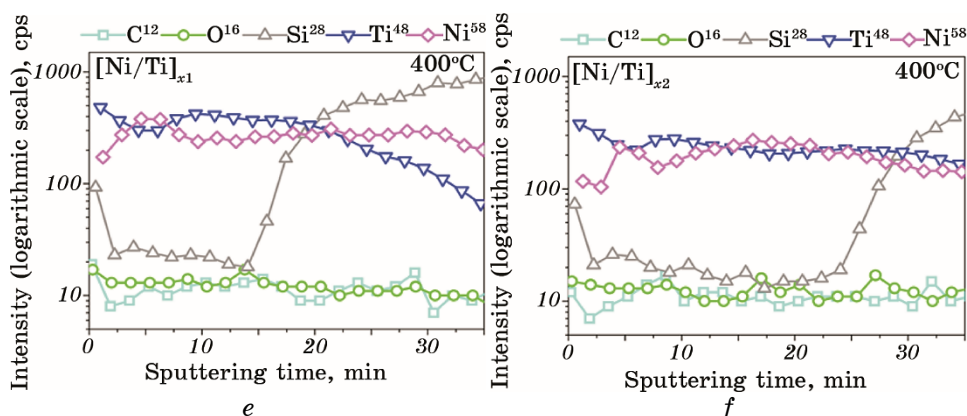 C¹² O¹⁶ Si²⁸ Ti⁴⁸ Ni⁵⁸
[Ni/Ti]ₓ₁ 400°C
Intensity (logarithmic scale), cps
1000
100
10
0 10 20 30
Sputtering time, min
e
C¹² O¹⁶ Si²⁸ Ti⁴⁸ Ni⁵⁸
[Ni/Ti]ₓ₂ 400°C
Intensity (logarithmic scale), cps
1000
100
10
0 10 20 30
Sputtering time, min
f